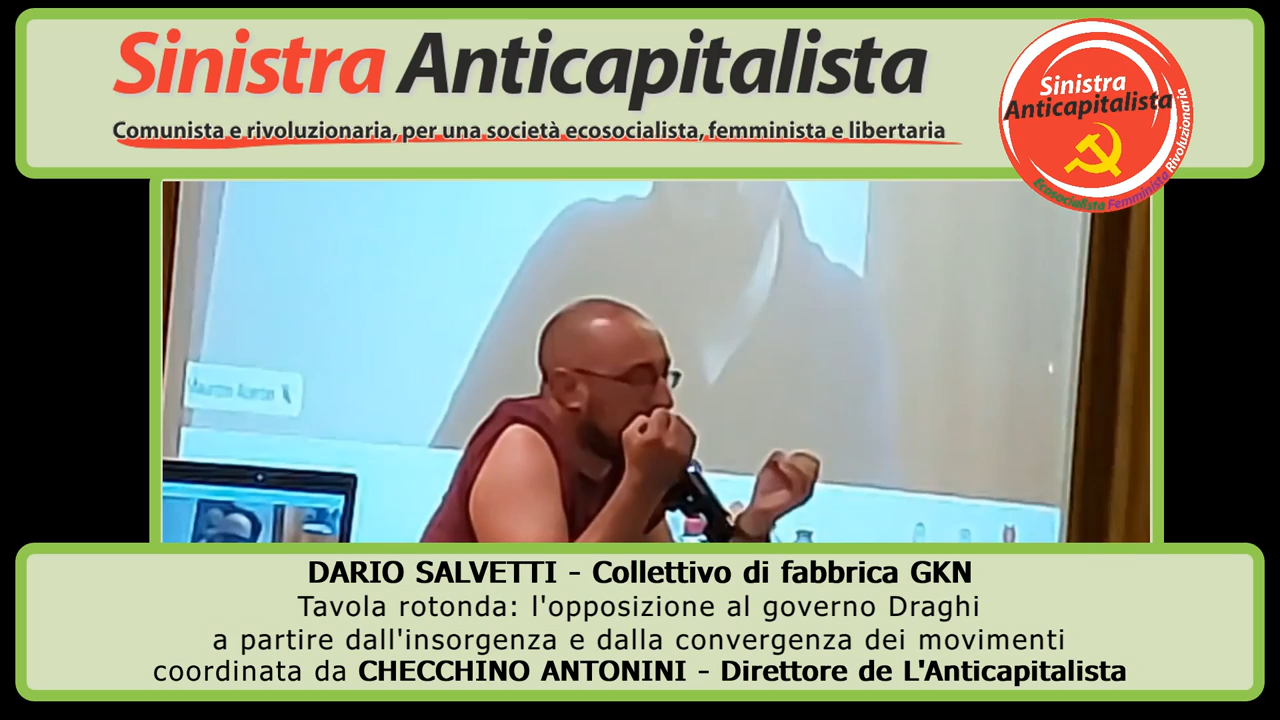 Sinistra Anticapitalista
Comunista e rivoluzionaria, per una società ecosocialista, femminista e libertaria
Sinistra
Anticapitalista
Ecosocialista Femminista Rivoluzionaria
DARIO SALVETTI - Collettivo di fabbrica GKN
Tavola rotonda: l'opposizione al governo Draghi
a partire dall'insorgenza e dalla convergenza dei movimenti
coordinata da CHECCHINO ANTONINI - Direttore de L'Anticapitalista